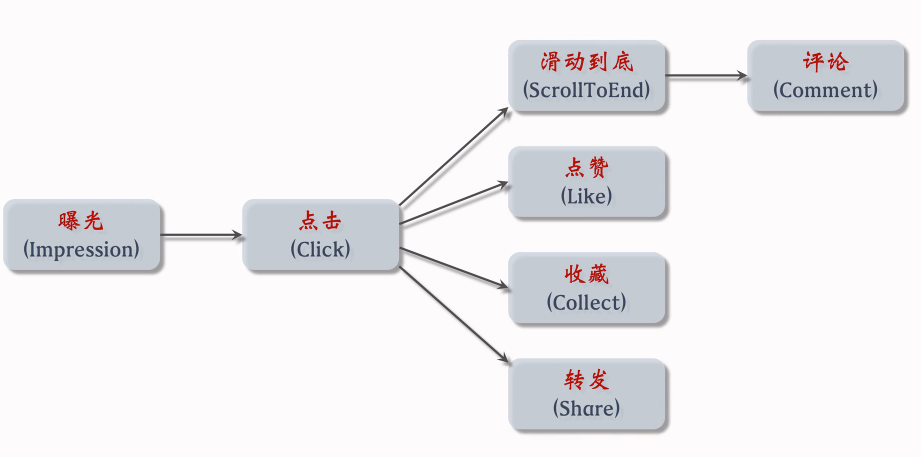 滑动到底
(ScrollToEnd)
评论
(Comment)
点赞
(Like)
曝光
(Impression)
点击
(Click)
收藏
(Collect)
转发
(Share)